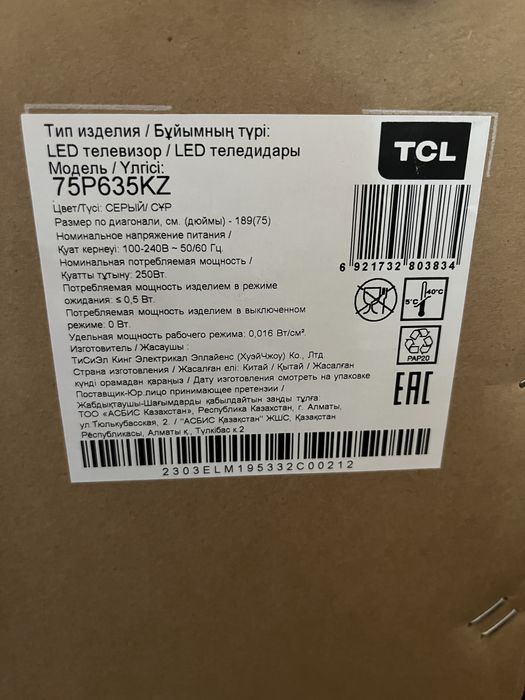 Тип изделия / Бұйымның түрі:
LED телевизор / LED теледидары
TCL
Модель / Үлгісі:
75P635KZ
Цвет/Түсі: СЕРЫЙ/ СҰР
Размер по диагонали, см. (дюймы) - 189(75)
Номинальное напряжение питания /
Қуат кернеуі: 100-240В ~ 50/60 Гц.
Номинальная потребляемая мощность /
Қуатты тұтыну: 250Вт.
Потребляемая мощность изделием в режиме
ожидания: ≤ 0,5 Вт.
Потребляемая мощность изделием в выключенном
режиме: 0 Вт.
Удельная мощность рабочего режима: 0,016 Вт/см².
Изготовитель / Жасаушы :
ТиСиЭл Кинг Электрикал Эплайенс (ХуэйЧжоу) Ко., Лтд
Страна изготовления / Жасалған елі: Китай / Қытай / Жасалған
күнді орамадан қараңыз / Дату изготовления смотреть на упаковке
Поставщик-Юр.лицо принимающее претензии /
Жабдықтаушы-Шағымдарды қабылдайтын заңды тұлға:
ТОО «АСБИС Казахстан», Республика Казахстан, г. Алматы,
ул.Тюлькубасская, 2. / "АСБИС Қазақстан" ЖШС, Қазақстан
Республикасы, Алматы қ., Түлкібас к.2
6 921732 803834
5°C
40°C
PAP20
EAC
2303ELM195332C00212